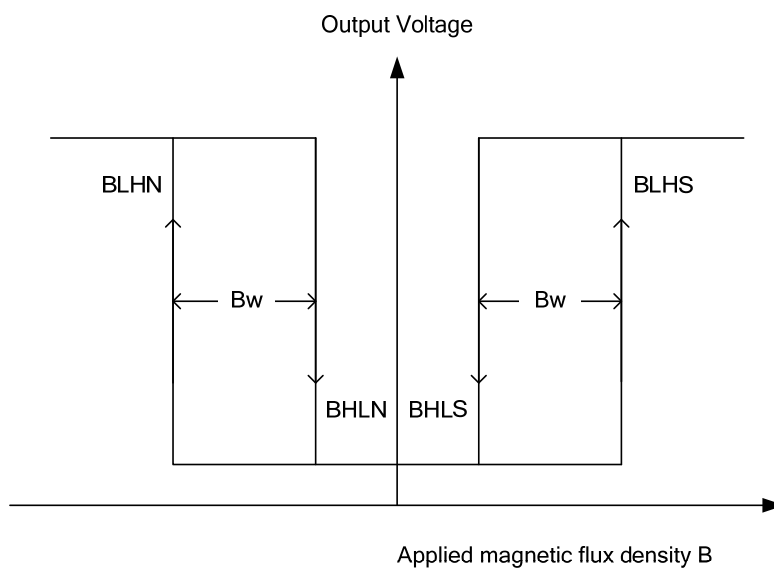 Output Voltage
BLHN
BLHS
Bw
Bw
BHLN
BHLS
Applied magnetic flux density B